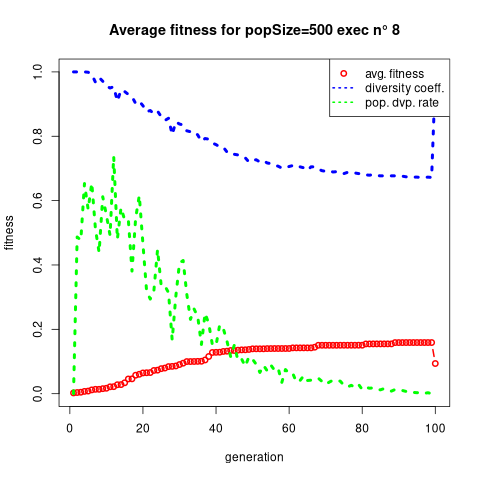 Average fitness for popSize=500 exec n° 8
avg. fitness
diversity coeff.
pop. dvp. rate
fitness
1.0
0.8
0.6
0.4
0.2
0.0
0 20 40 60 80 100
generation